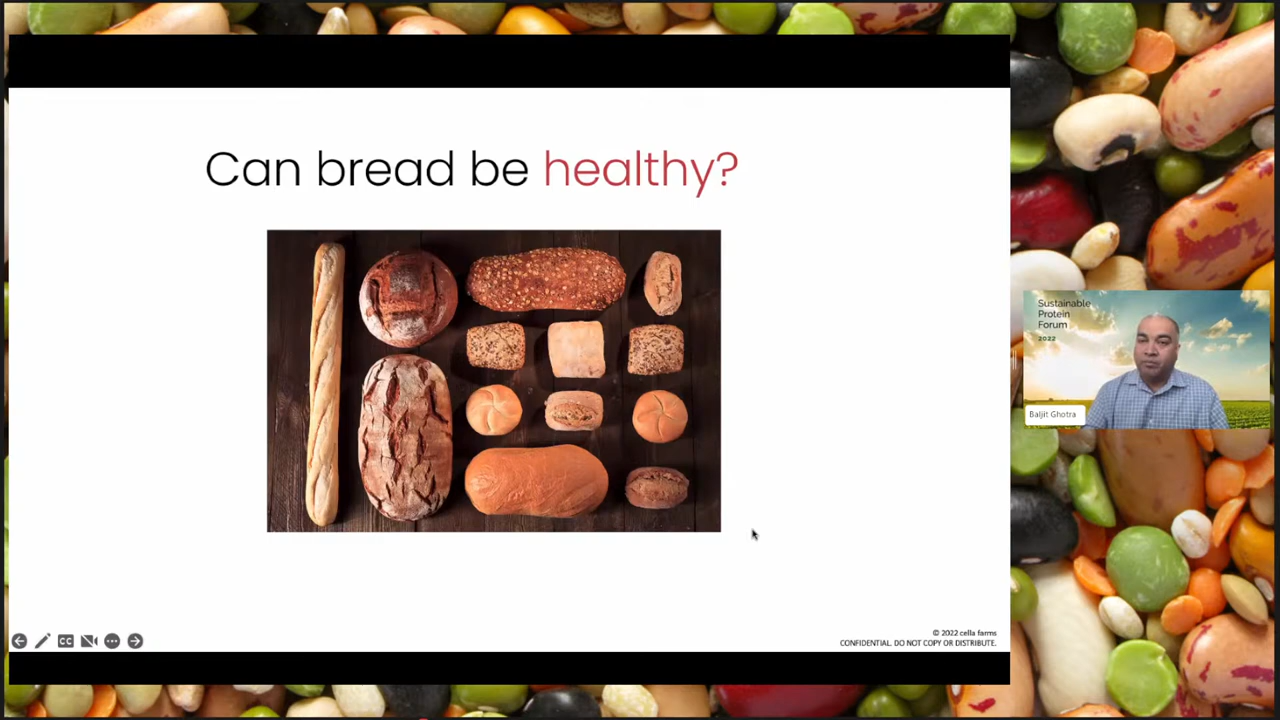 Can bread be healthy?
Sustainable
Protein
Forum
2022
Baljit Ghotra
CC
© 2022 cella farms
CONFIDENTIAL. DO NOT COPY OR DISTRIBUTE.